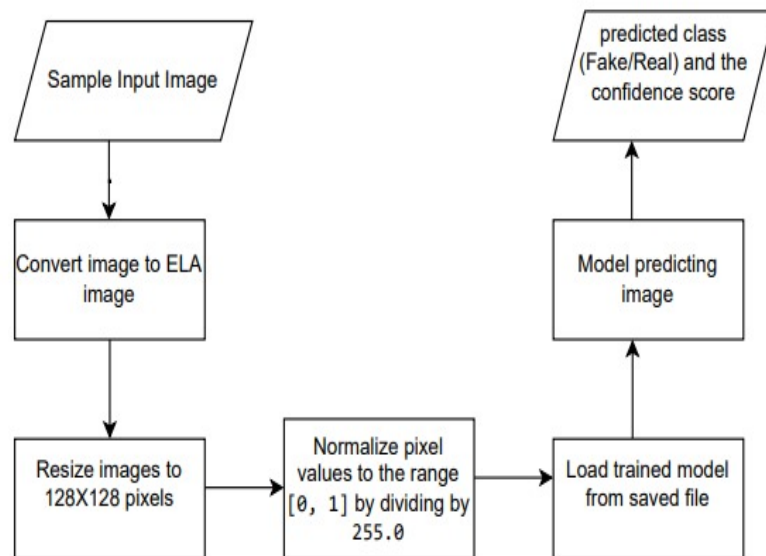 Sample Input Image
Convert image to ELA
image
Resize images to
128X128 pixels
Normalize pixel
values to the range
[0, 1] by dividing by
255.0
Load trained model
from saved file
Model predicting
image
predicted class
(Fake/Real) and the
confidence score